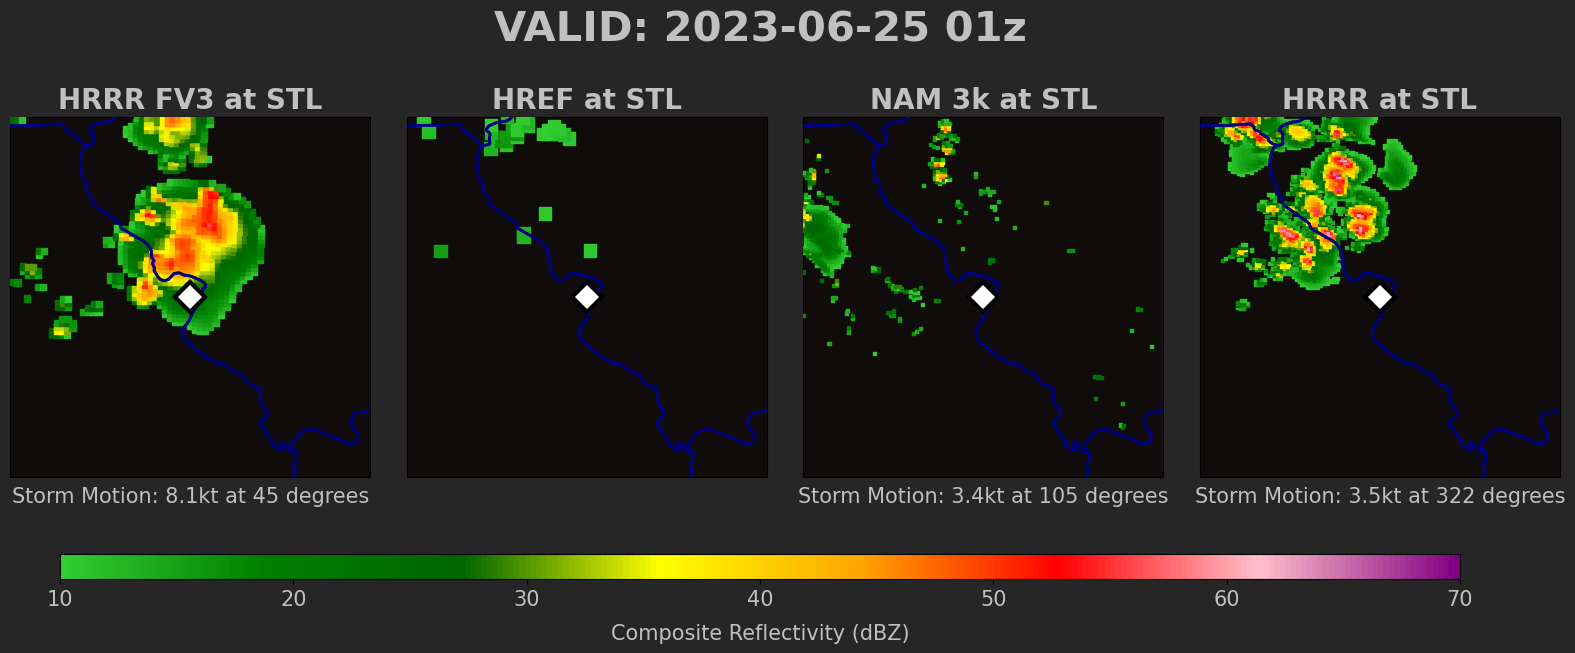 VALID: 2023-06-25 01z
HRRR FV3 at STL
HREF at STL
NAM 3k at STL
HRRR at STL
Storm Motion: 8.1kt at 45 degrees
Storm Motion: 3.4kt at 105 degrees
Storm Motion: 3.5kt at 322 degrees
10 20 30 40 50 60 70
Composite Reflectivity (dBZ)